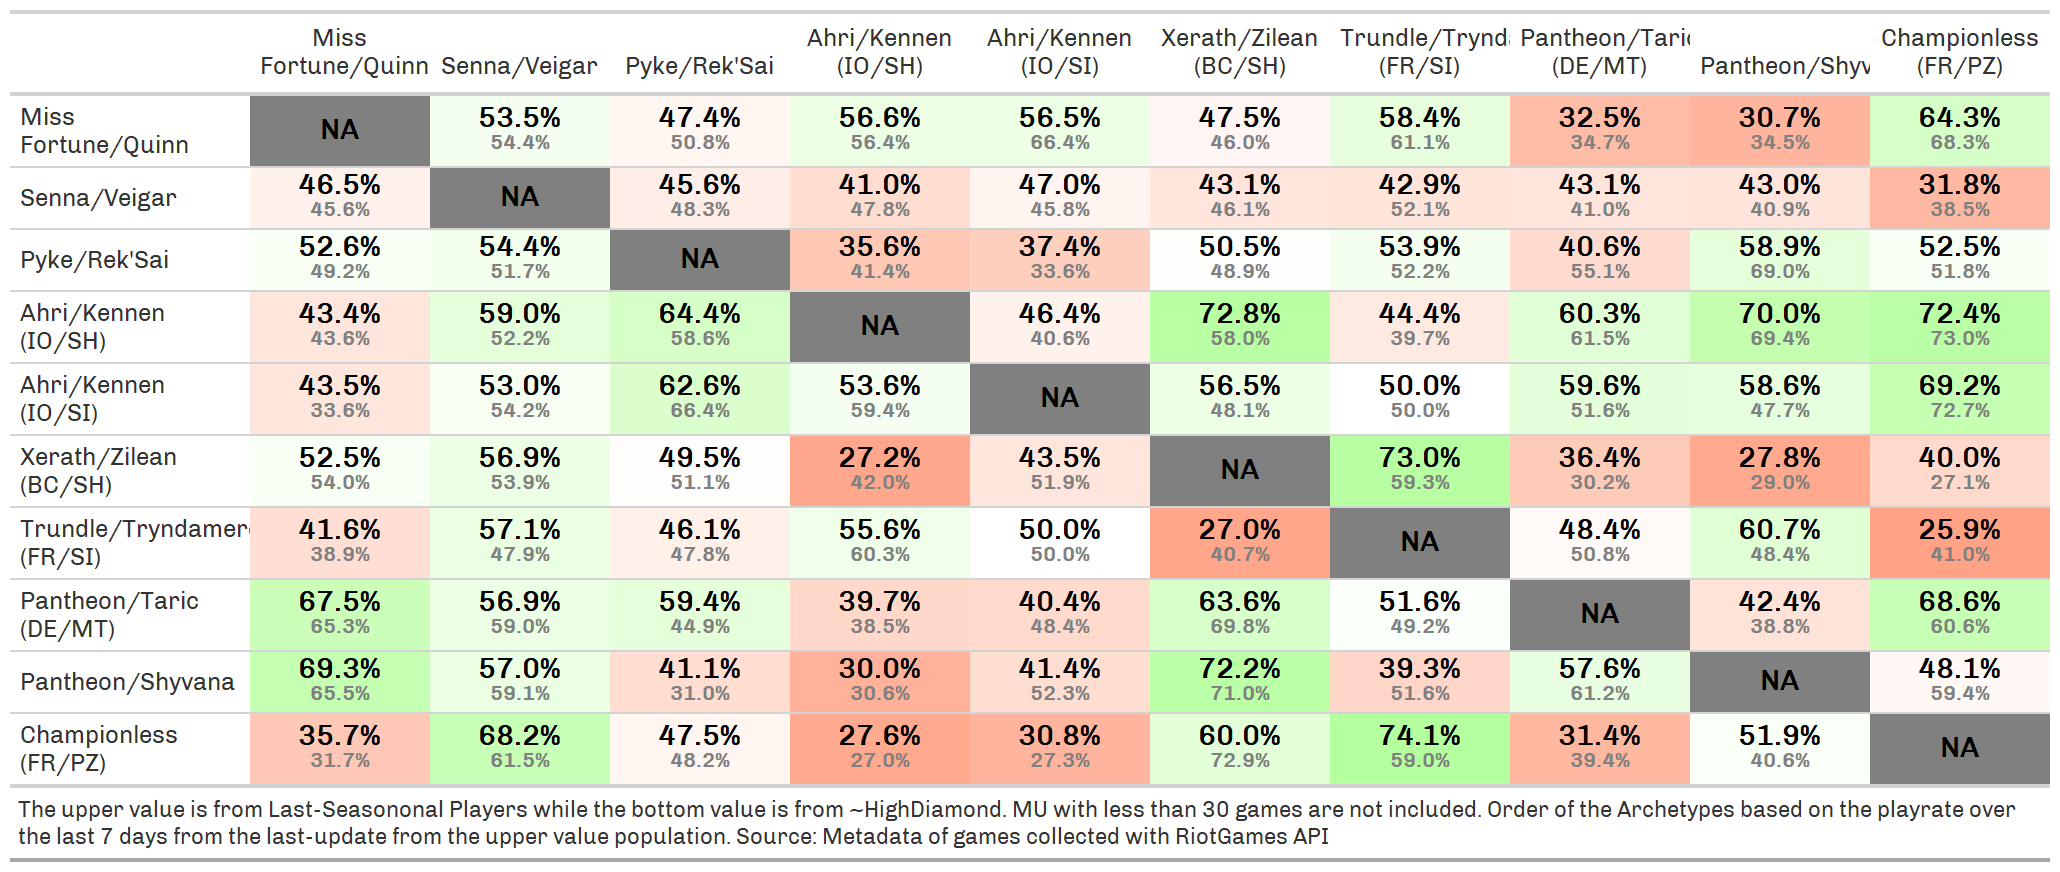 Miss Ahri/Kennen Ahri/Kennen Xerath/Zilean Trundle/Trynd Pantheon/Taric Championless
Fortune/Quinn Senna/Veigar Pyke/Rek'Sai (IO/SH) (IO/SI) (BC/SH) (FR/SI) (DE/MT) Pantheon/Shyv (FR/PZ)
Miss
Fortune/Quinn
NA 53.5% 47.4% 56.6% 56.5% 47.5% 58.4% 32.5% 30.7% 64.3%
54.4% 50.8% 56.4% 66.4% 46.0% 61.1% 34.7% 34.5% 68.3%
Senna/Veigar
46.5% NA 45.6% 41.0% 47.0% 43.1% 42.9% 43.1% 43.0% 31.8%
45.6% 48.3% 47.8% 45.8% 46.1% 52.1% 41.0% 40.9% 38.5%
Pyke/Rek'Sai
52.6% 54.4% NA 35.6% 37.4% 50.5% 53.9% 40.6% 58.9% 52.5%
49.2% 51.7% 41.4% 33.6% 48.9% 52.2% 55.1% 69.0% 51.8%
Ahri/Kennen
(IO/SH)
43.4% 59.0% 64.4% NA 46.4% 72.8% 44.4% 60.3% 70.0% 72.4%
43.6% 52.2% 58.6% 40.6% 58.0% 39.7% 61.5% 69.4% 73.0%
Ahri/Kennen
(IO/SI)
43.5% 53.0% 62.6% 53.6% NA 56.5% 50.0% 59.6% 58.6% 69.2%
33.6% 54.2% 66.4% 59.4% 48.1% 50.0% 51.6% 47.7% 72.7%
Xerath/Zilean
(BC/SH)
52.5% 56.9% 49.5% 27.2% 43.5% NA 73.0% 36.4% 27.8% 40.0%
54.0% 53.9% 51.1% 42.0% 51.9% 59.3% 30.2% 29.0% 27.1%
Trundle/Tryndamer
(FR/SI)
41.6% 57.1% 46.1% 55.6% 50.0% 27.0% NA 48.4% 60.7% 25.9%
38.9% 47.9% 47.8% 60.3% 50.0% 40.7% 50.8% 48.4% 41.0%
Pantheon/Taric
(DE/MT)
67.5% 56.9% 59.4% 39.7% 40.4% 63.6% 51.6% NA 42.4% 68.6%
65.3% 59.0% 44.9% 38.5% 48.4% 69.8% 49.2% 38.8% 60.6%
Pantheon/Shyvana
69.3% 57.0% 41.1% 30.0% 41.4% 72.2% 39.3% 57.6% NA 48.1%
65.5% 59.1% 31.0% 30.6% 52.3% 71.0% 51.6% 61.2% 59.4%
Championless
(FR/PZ)
35.7% 68.2% 47.5% 27.6% 30.8% 60.0% 74.1% 31.4% 51.9% NA
31.7% 61.5% 48.2% 27.0% 27.3% 72.9% 59.0% 39.4% 40.6%
The upper value is from Last-Seasononal Players while the bottom value is from ~HighDiamond. MU with less than 30 games are not included. Order of the Archetypes based on the playrate over
the last 7 days from the last-update from the upper value population. Source: Metadata of games collected with RiotGames API